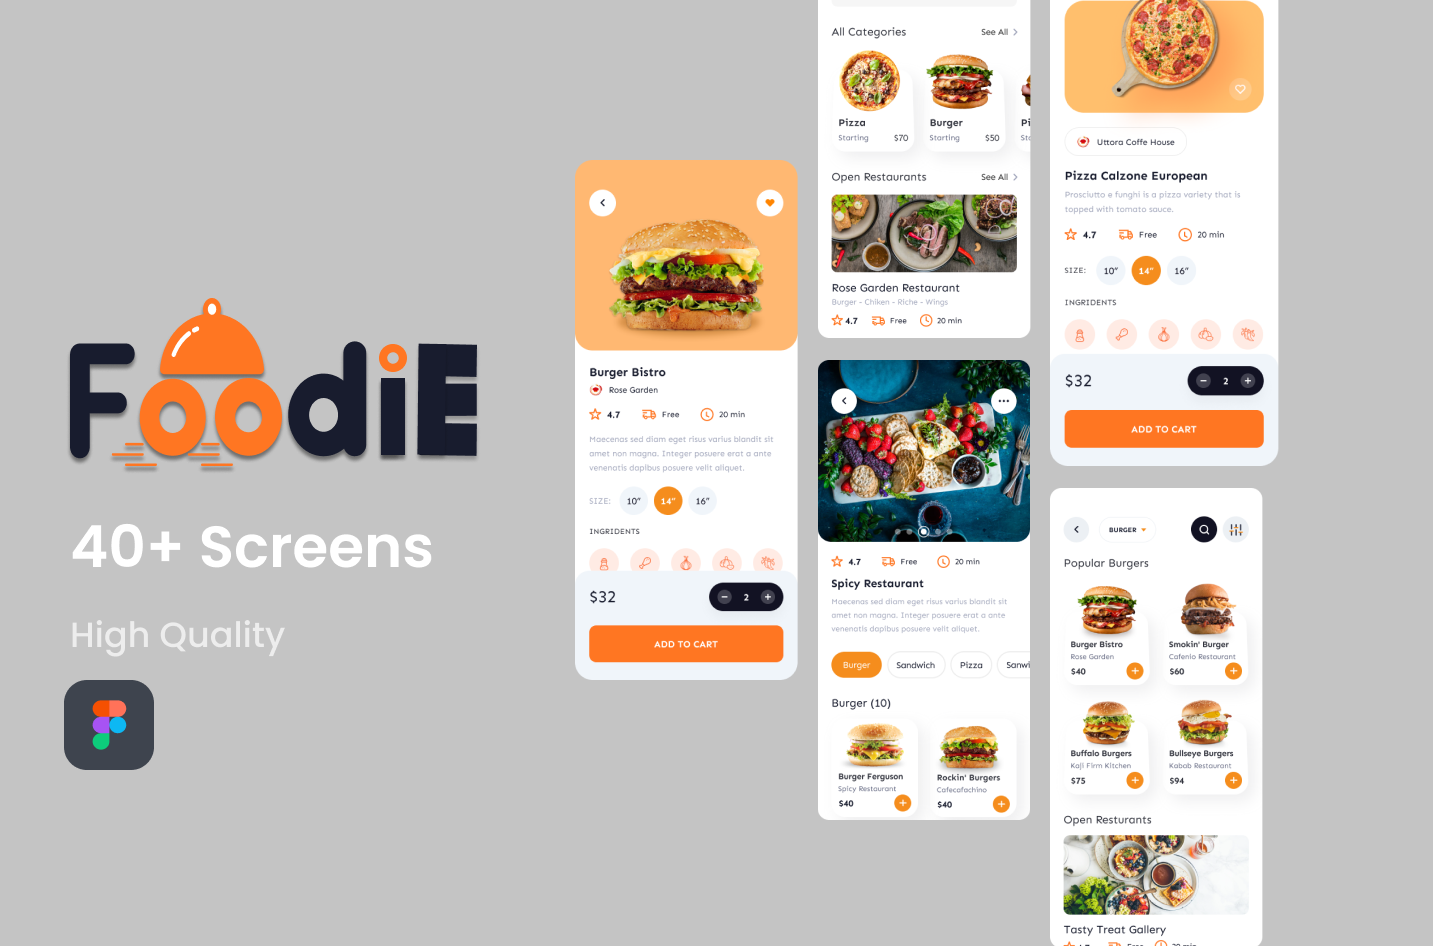 FoodiE
40+ Screens
High Quality
Burger Bistro
Rose Garden
4.7 Free 20 min
Maecenas sed diam eget risus varius blandit sit
amet non magna. Integer posuere erat a ante
venenatis dapibus posuere velit aliquet.
SIZE: 10" 14" 16"
INGRIDENTS
$32 2
ADD TO CART
All Categories See All
Pizza
Starting $70
Burger
Starting $50
Open Restaurants See All
Rose Garden Restaurant
Burger - Chiken - Riche - Wings
4.7 Free 20 min
4.7 Free 20 min
Spicy Restaurant
Maecenas sed diam eget risus varius blandit sit
amet non magna. Integer posuere erat a ante
venenatis dapibus posuere velit aliquet.
Burger Sandwich Pizza Sanwi
Burger (10)
Burger Ferguson
Spicy Restaurant
$40
Rockin' Burgers
Cafecafachino
$40
Uttora Coffe House
Pizza Calzone European
Prosciutto e funghi is a pizza variety that is
topped with tomato sauce.
4.7 Free 20 min
SIZE: 10" 14" 16"
INGRIDENTS
$32 2
ADD TO CART
BURGER
Popular Burgers
Burger Bistro
Rose Garden
$40
Smokin' Burger
Cafenio Restaurant
$60
Buffalo Burgers
Kaji Firm Kitchen
$75
Bullseye Burgers
Kabab Restaurant
$94
Open Resturants
Tasty Treat Gallery
4.7 Free 20 min